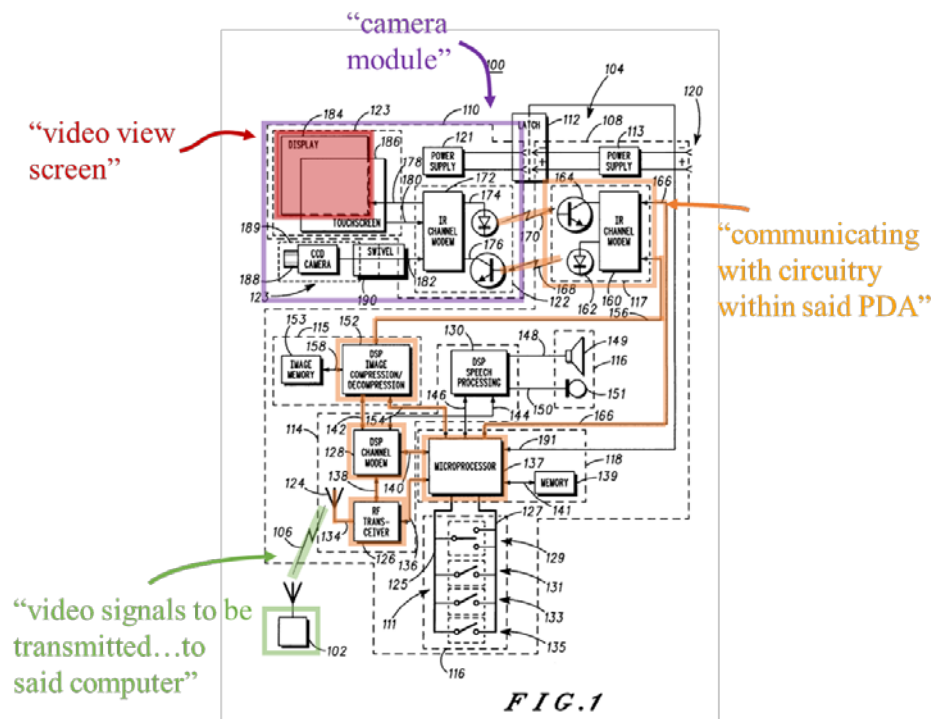 “camera
module”
100
104
120
“video view
screen”
184
123
110
LATCH
112
108
DISPLAY
186
121
113
178
POWER
SUPPLY
+
−
+
POWER
SUPPLY
180
172
164
166
174
TOUCHSCREEN
IR
CHANNEL
MODEM
170
IR
CHANNEL
MODEM
“communicating
with circuitry
within said PDA”
189
CCD
CAMERA
SWIVEL
176
188
182
168
123
190
122
162
160
117
156
153
115
152
130
148
149
158
DSP
IMAGE
COMPRESSION/
DECOMPRESSION
IMAGE
MEMORY
DSP
SPEECH
PROCESSING
116
150
151
146
144
154
142
166
114
191
DSP
CHANNEL
MODEM
128
MICROPROCESSOR
118
137
MEMORY
139
140
138
141
124
127
RF
TRANS-
CEIVER
106
134
136
126
129
125
131
“video signals to be
transmitted…to
said computer”
111
133
102
135
116
FIG.1